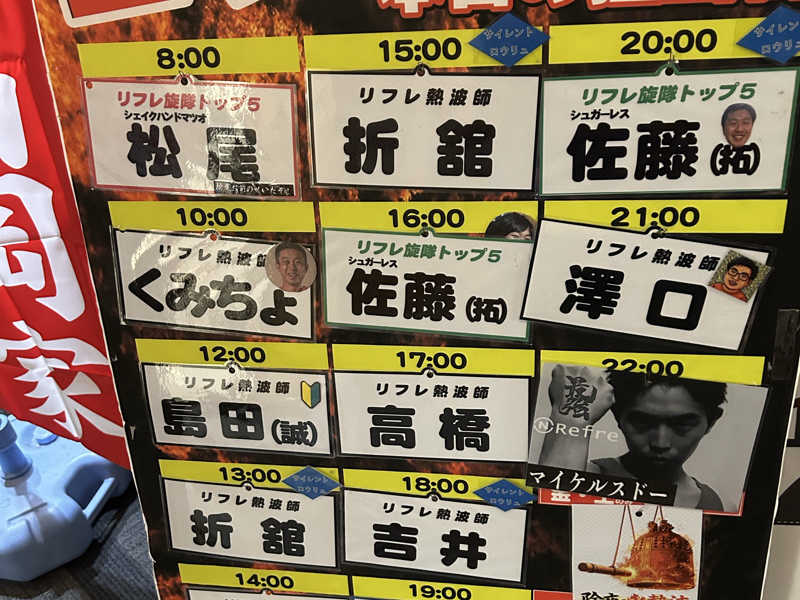 8:00
リフレ旋隊トップ5
シェイクハンドマツオ
松尾
10:00
リフレ熱波師
くみちょ
12:00
リフレ熱波師
島田(誠)
13:00
サイレント
ロウリュ
リフレ熱波師
折舘
14:00
15:00
サイレント
ロウリュ
リフレ熱波師
折舘
16:00
リフレ旋隊トップ5
シュガーレス
佐藤(拓)
17:00
リフレ熱波師
高橋
18:00
サイレント
ロウリュ
リフレ熱波師
吉井
19:00
20:00
サイレント
ロウリュ
リフレ旋隊トップ5
シュガーレス
佐藤(拓)
21:00
リフレ熱波師
澤口
22:00
最強
ⓃRefre
マイケルスドー